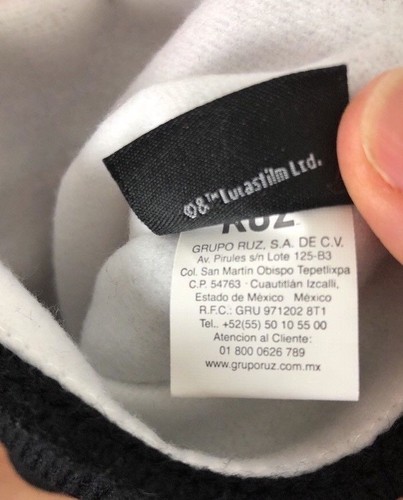 ©&™ Lucasfilm Ltd.
RUZ
GRUPO RUZ, S.A. DE C.V.
Av. Pirules s/n Lote 125-B3
Col. San Martin Obispo Tepetlixpa
C.P. 54763 · Cuautitlán Izcalli,
Estado de México México
R.F.C.: GRU 971202 8T1
Tel.. +52(55) 50 10 55 00
Atencion al Cliente:
01 800 0626 789
www.gruporuz.com.mx